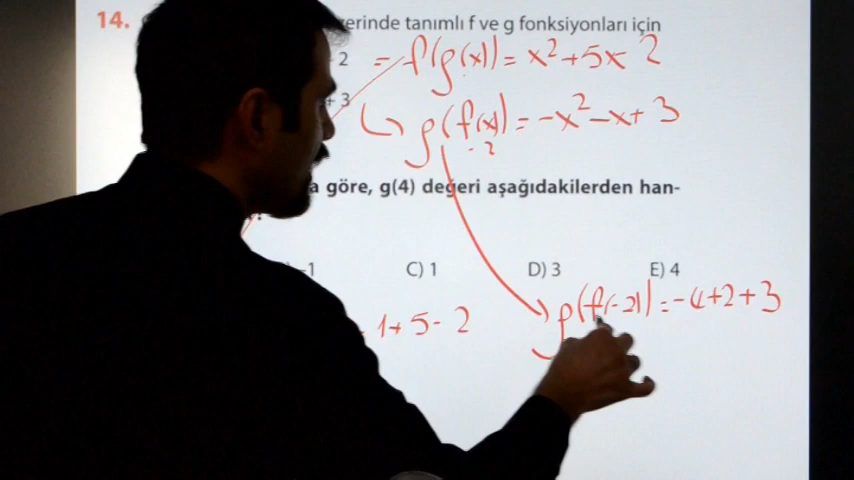 14. erinde tanımlı f ve g fonksiyonları için
2 = f(g(x)) = x²+5x 2
+ 3 g(f(x)) = -x²-x+3
-2
a göre, g(4) değeri aşağıdakilerden han-
?
-1 C) 1 D) 3 E) 4
g(f(-2)) = -4+2+3
1+5-2